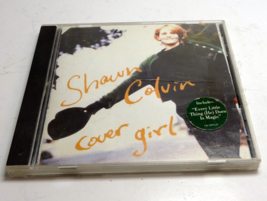 Shawn
Colvin
cover girl
Includes
"Every Little
Thing (He) Does
Is Magic"